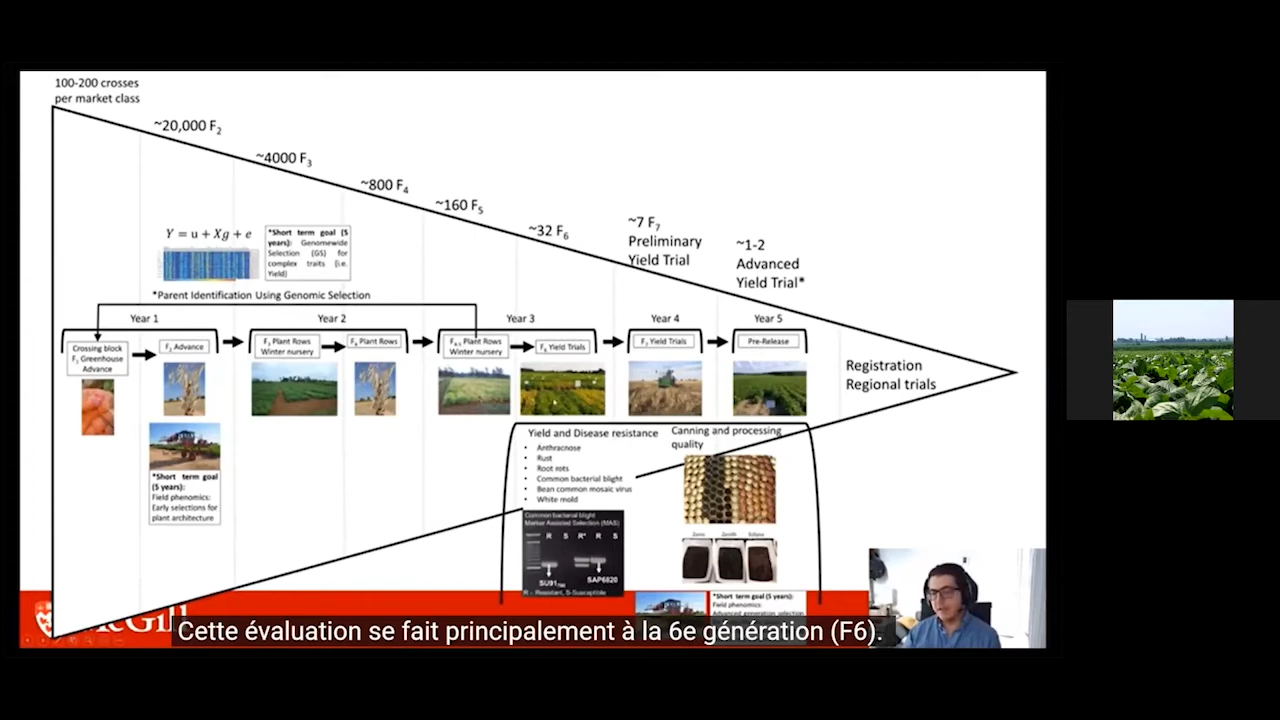 100-200 crosses
per market class
~20,000 F2
~4000 F3
~800 F4
~160 F5
~32 F6
~7 F7
Preliminary
Yield Trial
~1-2
Advanced
Yield Trial*
Y = u + Xg + e
*Short term goal (5
years): Genomewide
Selection (GS) for
complex traits (i.e.
Yield)
*Parent Identification Using Genomic Selection
Year 1
Year 2
Year 3
Year 4
Year 5
Crossing block
F1 Greenhouse
Advance
F2 Advance
F3 Plant Rows
Winter nursery
F4 Plant Rows
Plant Rows
Winter nursery
F6 Yield Trials
F7 Yield Trials
Pre-Release
Registration
Regional trials
*Short term goal
(5 years):
Field phenomics:
Early selections for
plant architecture
Yield and Disease resistance
• Anthracnose
• Rust
• Root rots
• Common bacterial blight
• Bean common mosaic virus
• White mold
Canning and processing
quality
Common bacterial blight
Marker Assisted Selection (MAS)
R S R* R S
SU91
SAP6820
R - Resistant, S-Susceptible
Zorro
Zenith
*Short term goal (5 years):
Field phenomics:
Advanced generation selection
Cette évaluation se fait principalement à la 6e génération (F6).